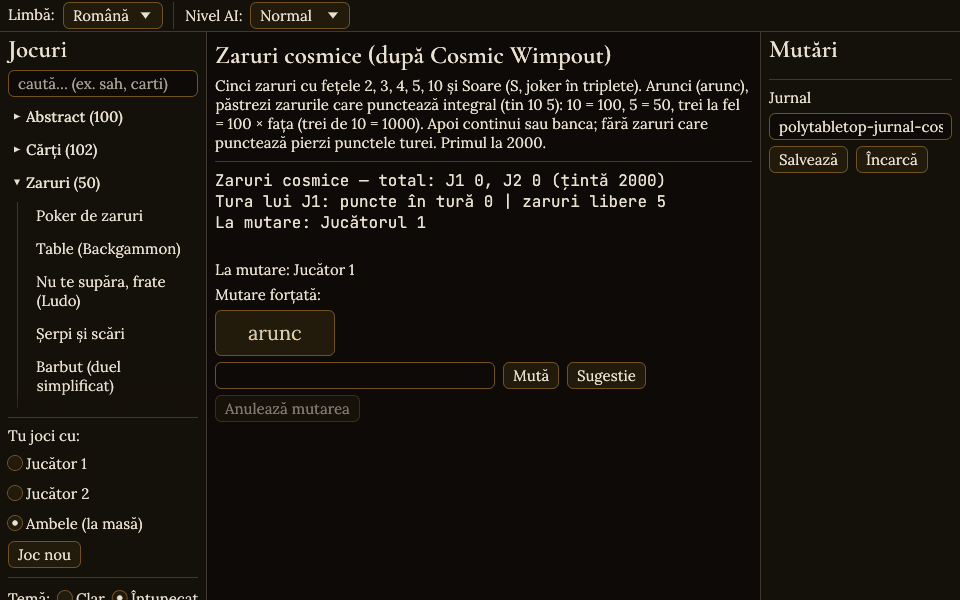 Limbă: Română ▼ Nivel AI: Normal ▼
Jocuri
caută... (ex. sah, carti)
▸ Abstract (100)
▸ Cărți (102)
▾ Zaruri (50)
Poker de zaruri
Table (Backgammon)
Nu te supăra, frate
(Ludo)
Șerpi și scări
Barbut (duel
simplificat)
Tu joci cu:
Jucător 1
Jucător 2
Ambele (la masă)
Joc nou
Temă: Clar Întunecat
Zaruri cosmice (după Cosmic Wimpout)
Cinci zaruri cu fețele 2, 3, 4, 5, 10 și Soare (S, joker în triplete). Arunci (arunc),
păstrezi zarurile care punctează integral (tin 10 5): 10 = 100, 5 = 50, trei la fel
= 100 × fața (trei de 10 = 1000). Apoi continui sau banca; fără zaruri care
punctează pierzi punctele turei. Primul la 2000.
Zaruri cosmice — total: J1 0, J2 0 (țintă 2000)
Tura lui J1: puncte în tură 0 | zaruri libere 5
La mutare: Jucătorul 1
La mutare: Jucător 1
Mutare forțată:
arunc
Mută Sugestie
Anulează mutarea
Mutări
Jurnal
polytabletop-jurnal-cos
Salvează Încarcă